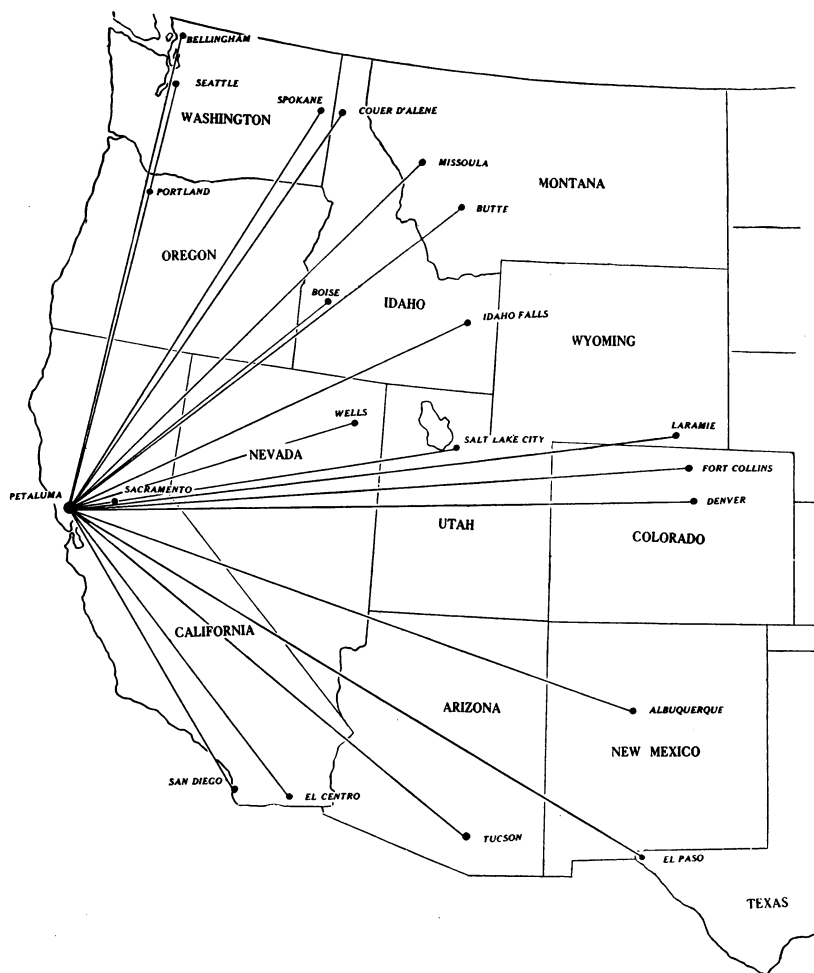 BELLINGHAM
SEATTLE
SPOKANE
COUER D'ALENE
WASHINGTON
MISSOULA
MONTANA
PORTLAND
BUTTE
OREGON
BOISE
IDAHO
IDAHO FALLS
WYOMING
WELLS
LARAMIE
SALT LAKE CITY
NEVADA
FORT COLLINS
PETALUMA
SACRAMENTO
DENVER
UTAH
COLORADO
CALIFORNIA
ARIZONA
ALBUQUERQUE
NEW MEXICO
SAN DIEGO
EL CENTRO
TUCSON
EL PASO
TEXAS